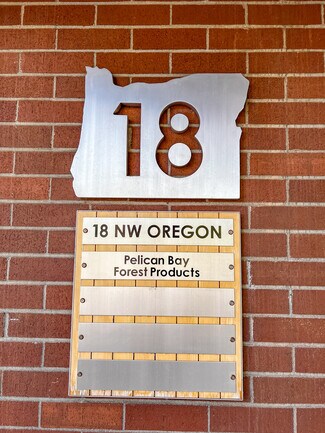 18
18 NW OREGON
Pelican Bay
Forest Products